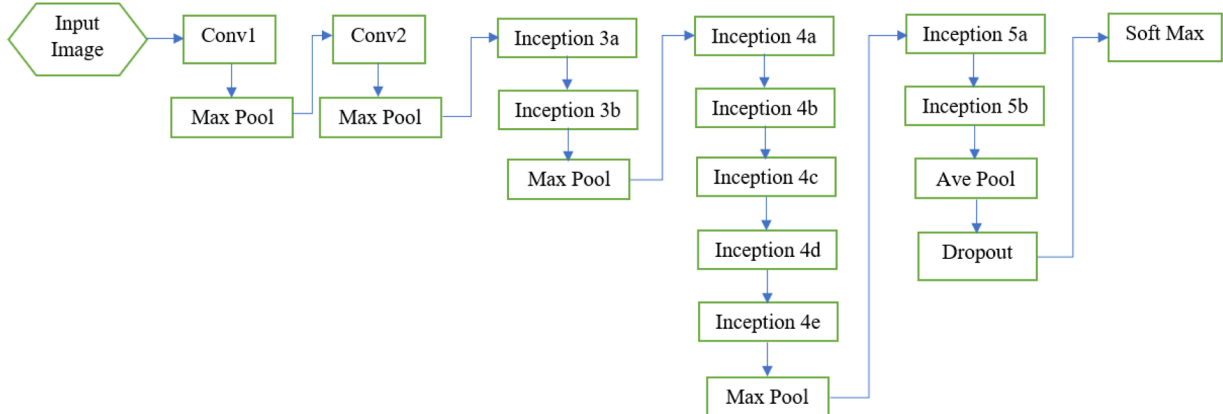 Input
Image
Conv1
Max Pool
Conv2
Max Pool
Inception 3a
Inception 3b
Max Pool
Inception 4a
Inception 4b
Inception 4c
Inception 4d
Inception 4e
Max Pool
Inception 5a
Inception 5b
Ave Pool
Dropout
Soft Max